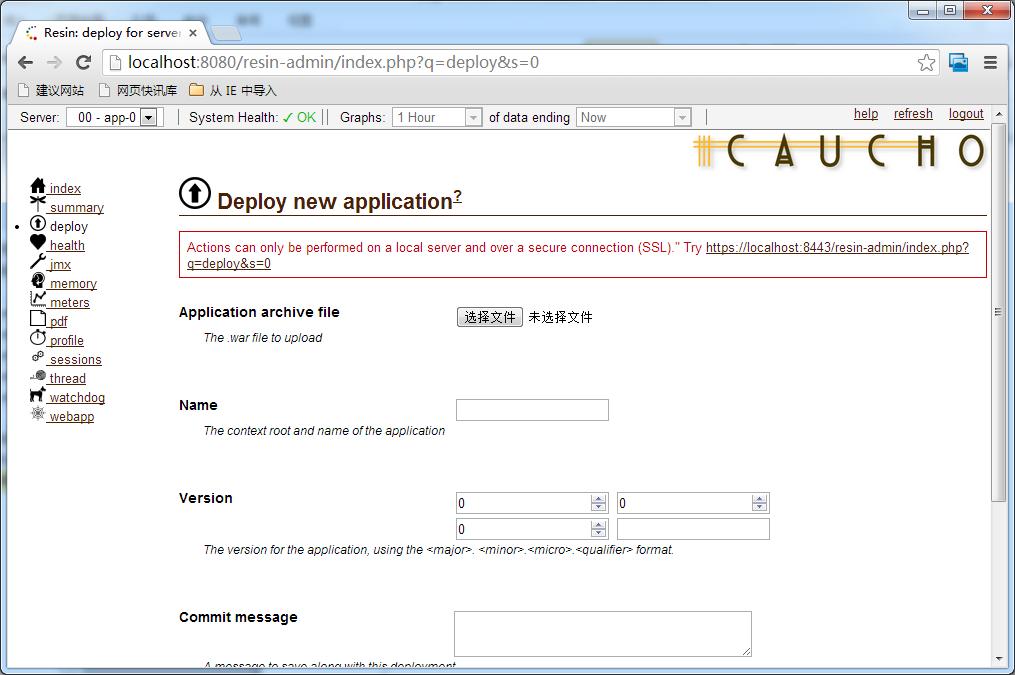 Resin: deploy for server
localhost:8080/resin-admin/index.php?q=deploy&s=0
建议网站 网页快讯库 从 IE 中导入
Server: 00 - app-0 System Health: ✓ OK Graphs: 1 Hour of data ending Now help refresh logout
CAUCHO
index
summary
deploy
health
jmx
memory
meters
pdf
profile
sessions
thread
watchdog
webapp
Deploy new application?
Actions can only be performed on a local server and over a secure connection (SSL)." Try https://localhost:8443/resin-admin/index.php?
q=deploy&s=0
Application archive file 选择文件 未选择文件
The .war file to upload
Name
The context root and name of the application
Version 0 0
0
The version for the application, using the <major>. <minor>.<micro>.<qualifier> format.
Commit message
A message to save along with this deployment